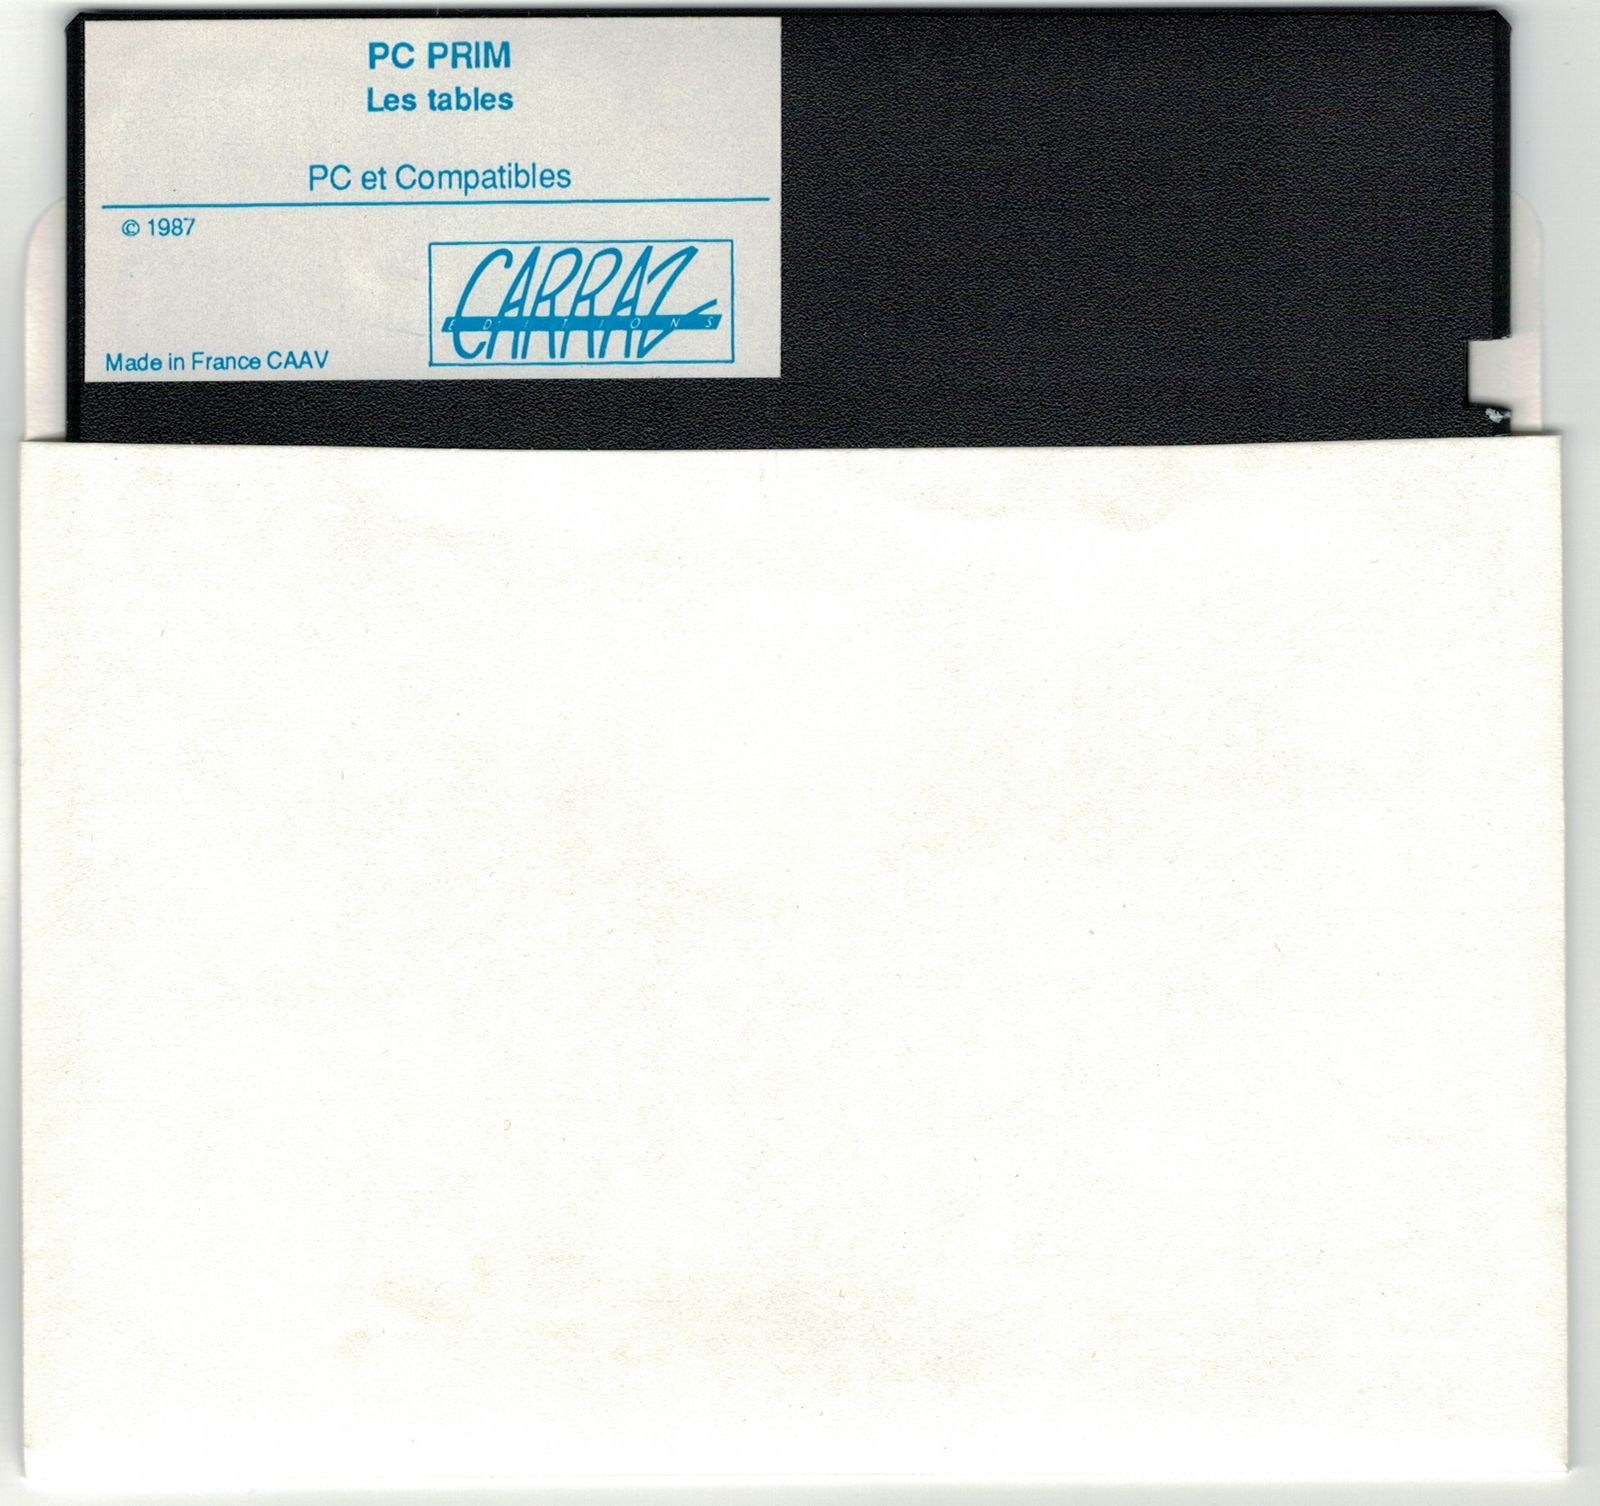 PC PRIM
Les tables
PC et Compatibles
© 1987
CARRAZ
EDITIONS
Made in France CAAV